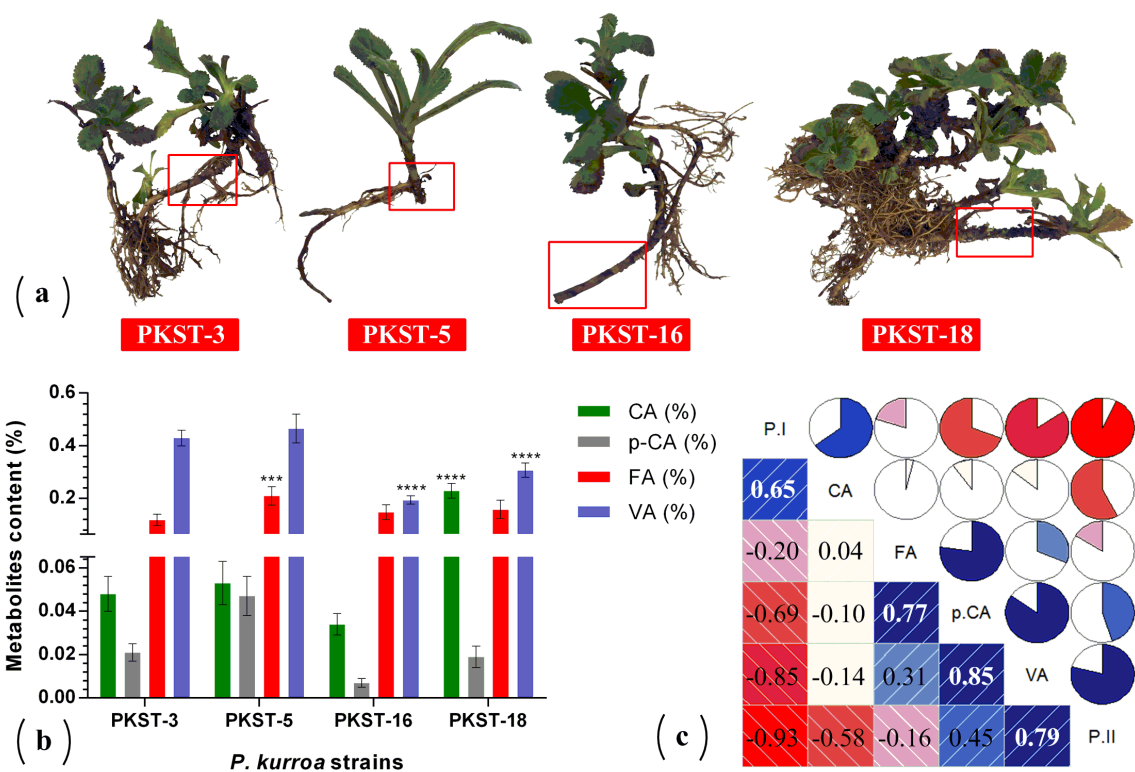 (a)
PKST-3
PKST-5
PKST-16
PKST-18
Metabolites content (%)
0.6
0.4
0.2
0.06
0.04
0.02
0.00
***
****
****
****
PKST-3
PKST-5
PKST-16
PKST-18
P. kurroa strains
CA (%)
p-CA (%)
FA (%)
VA (%)
(b)
P.I
0.65
CA
-0.20
0.04
FA
-0.69
-0.10
0.77
p.CA
-0.85
-0.14
0.31
0.85
VA
-0.93
-0.58
-0.16
0.45
0.79
P.II
(c)